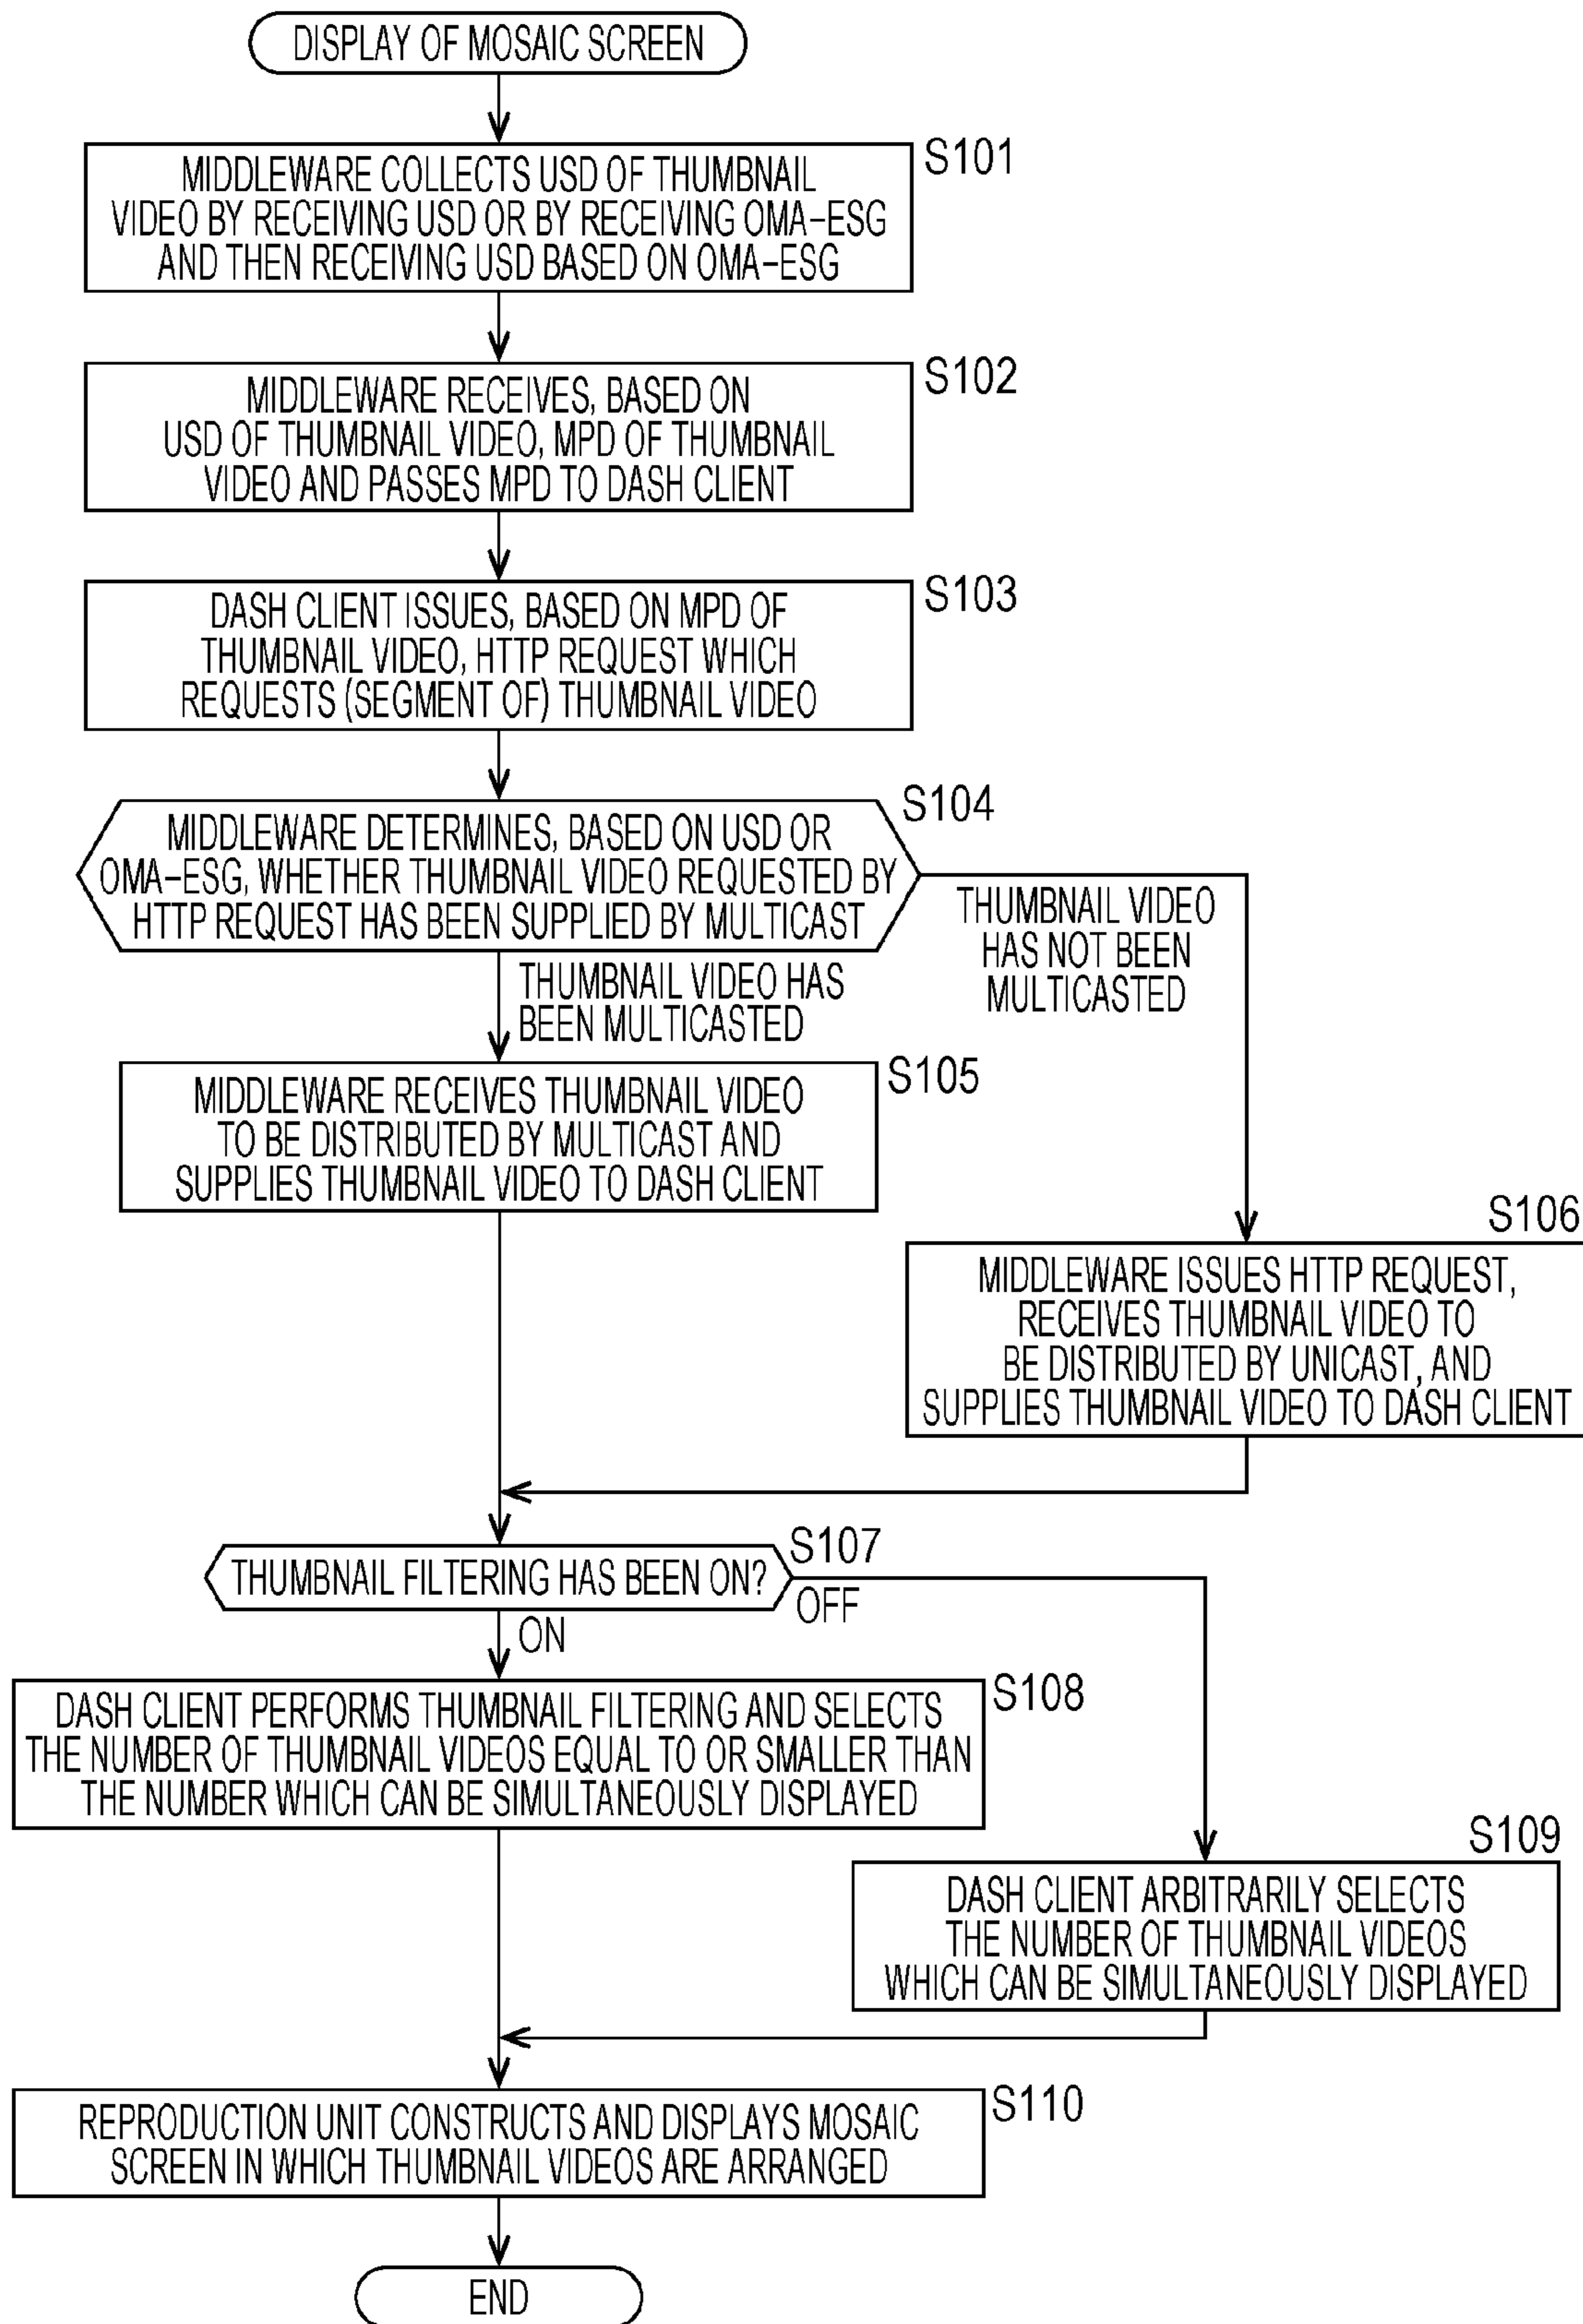 DISPLAY OF MOSAIC SCREEN
S101
MIDDLEWARE COLLECTS USD OF THUMBNAIL
VIDEO BY RECEIVING USD OR BY RECEIVING OMA-ESG
AND THEN RECEIVING USD BASED ON OMA-ESG
S102
MIDDLEWARE RECEIVES, BASED ON
USD OF THUMBNAIL VIDEO, MPD OF THUMBNAIL
VIDEO AND PASSES MPD TO DASH CLIENT
S103
DASH CLIENT ISSUES, BASED ON MPD OF
THUMBNAIL VIDEO, HTTP REQUEST WHICH
REQUESTS (SEGMENT OF) THUMBNAIL VIDEO
S104
MIDDLEWARE DETERMINES, BASED ON USD OR
OMA-ESG, WHETHER THUMBNAIL VIDEO REQUESTED BY
HTTP REQUEST HAS BEEN SUPPLIED BY MULTICAST
THUMBNAIL VIDEO
HAS NOT BEEN
MULTICASTED
THUMBNAIL VIDEO HAS
BEEN MULTICASTED
S105
MIDDLEWARE RECEIVES THUMBNAIL VIDEO
TO BE DISTRIBUTED BY MULTICAST AND
SUPPLIES THUMBNAIL VIDEO TO DASH CLIENT
S106
MIDDLEWARE ISSUES HTTP REQUEST,
RECEIVES THUMBNAIL VIDEO TO
BE DISTRIBUTED BY UNICAST, AND
SUPPLIES THUMBNAIL VIDEO TO DASH CLIENT
S107
THUMBNAIL FILTERING HAS BEEN ON?
OFF
ON
S108
DASH CLIENT PERFORMS THUMBNAIL FILTERING AND SELECTS
THE NUMBER OF THUMBNAIL VIDEOS EQUAL TO OR SMALLER THAN
THE NUMBER WHICH CAN BE SIMULTANEOUSLY DISPLAYED
S109
DASH CLIENT ARBITRARILY SELECTS
THE NUMBER OF THUMBNAIL VIDEOS
WHICH CAN BE SIMULTANEOUSLY DISPLAYED
S110
REPRODUCTION UNIT CONSTRUCTS AND DISPLAYS MOSAIC
SCREEN IN WHICH THUMBNAIL VIDEOS ARE ARRANGED
END